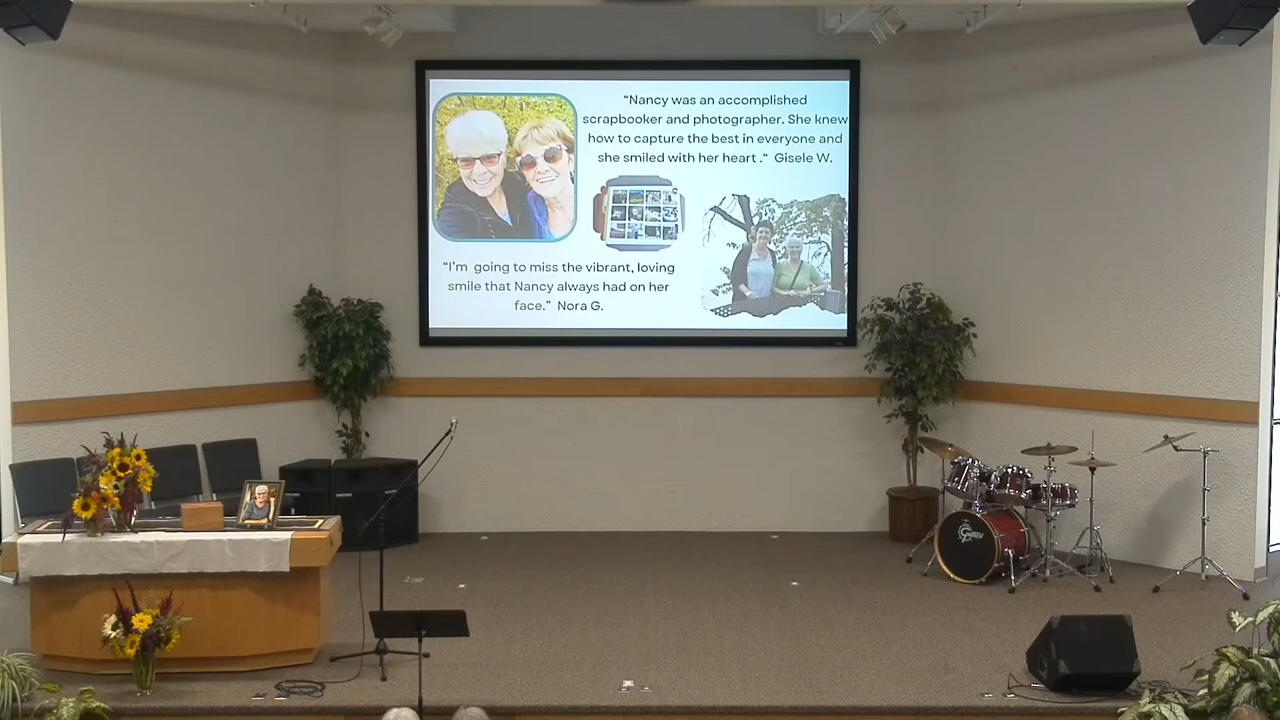 “Nancy was an accomplished
scrapbooker and photographer. She knew
how to capture the best in everyone and
she smiled with her heart .“ Gisele W.
“I’m going to miss the vibrant, loving
smile that Nancy always had on her
face.” Nora G.
GRETSCH